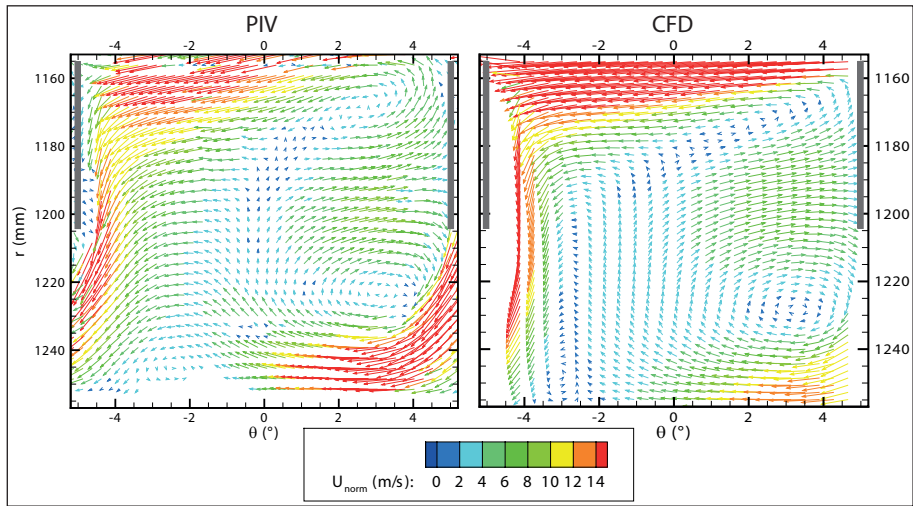 PIV CFD
-4 -2 0 2 4 -4 -2 0 2 4
1160 1160
1180 1180
1200 1200
r (mm)
1220 1220
1240 1240
-4 -2 0 2 4 -4 -2 0 2 4
θ (°) θ (°)
0 2 4 6 8 10 12 14
U_norm (m/s):